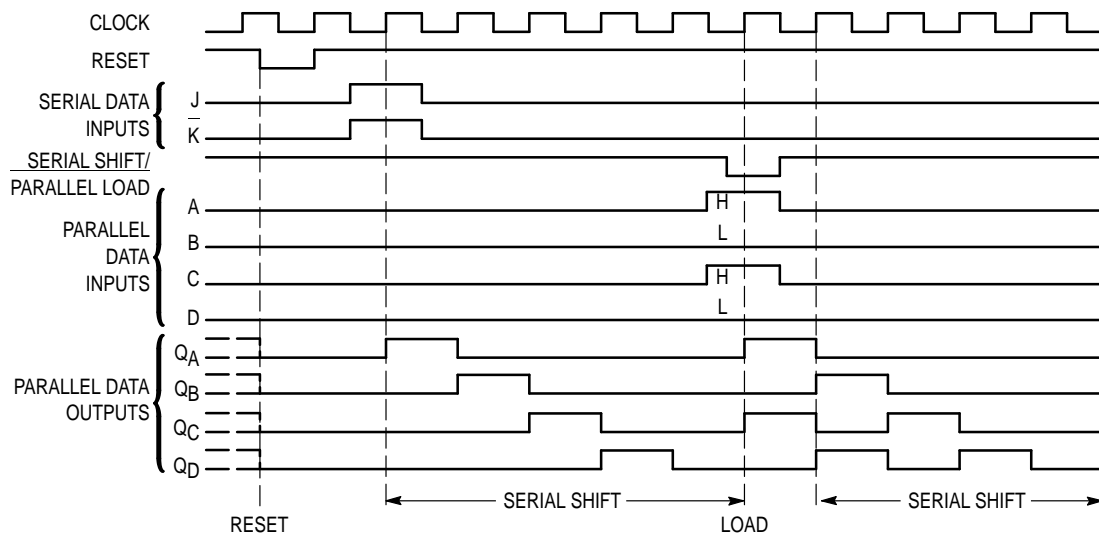 CLOCK
RESET
SERIAL DATA
INPUTS
J
K
SERIAL SHIFT/
PARALLEL LOAD
PARALLEL
DATA
INPUTS
A
H
B
L
C
H
D
L
PARALLEL DATA
OUTPUTS
QA
QB
QC
QD
SERIAL SHIFT
SERIAL SHIFT
RESET
LOAD